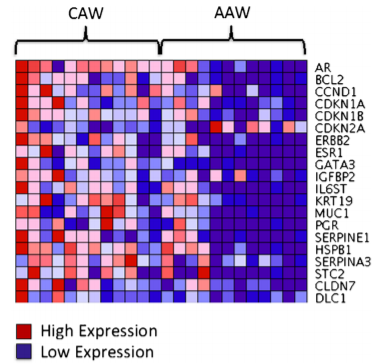 CAW AAW
AR
BCL2
CCND1
CDKN1A
CDKN1B
CDKN2A
ERBB2
ESR1
GATA3
IGFBP2
IL6ST
KRT19
MUC1
PGR
SERPINE1
HSPB1
SERPINA3
STC2
CLDN7
DLC1
High Expression
Low Expression